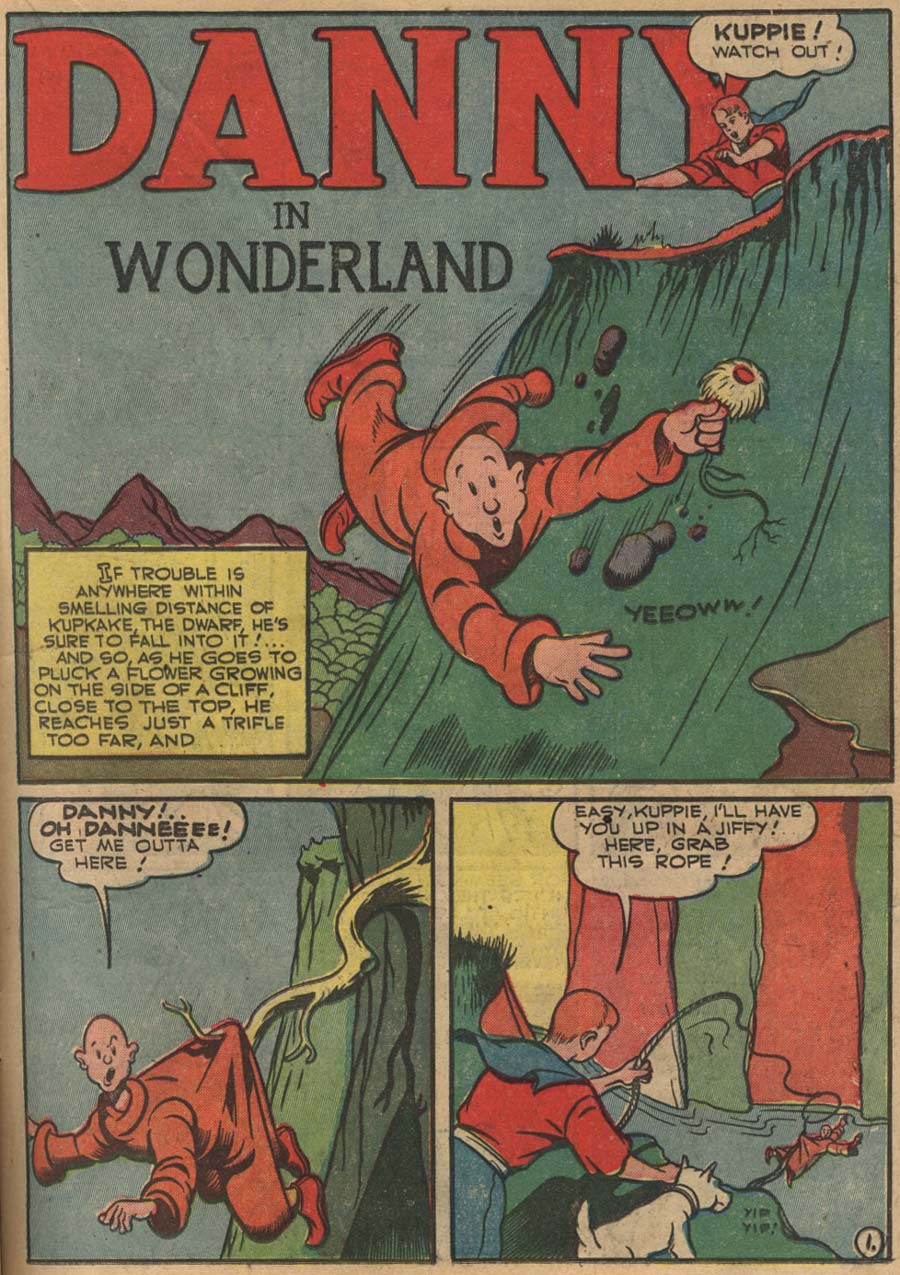 DANNY
IN
WONDERLAND
KUPPIE!
WATCH OUT!
YEEOWW!
IF TROUBLE IS
ANYWHERE WITHIN
SMELLING DISTANCE OF
KUPKAKE, THE DWARF, HE'S
SURE TO FALL INTO IT!...
AND SO, AS HE GOES TO
PLUCK A FLOWER GROWING
ON THE SIDE OF A CLIFF,
CLOSE TO THE TOP, HE
REACHES JUST A TRIFLE
TOO FAR, AND
DANNY!..
OH DANNEEEE!
GET ME OUTTA
HERE!
EASY, KUPPIE, I'LL HAVE
YOU UP IN A JIFFY!
HERE, GRAB
THIS ROPE!
YIP
YIP!
1.